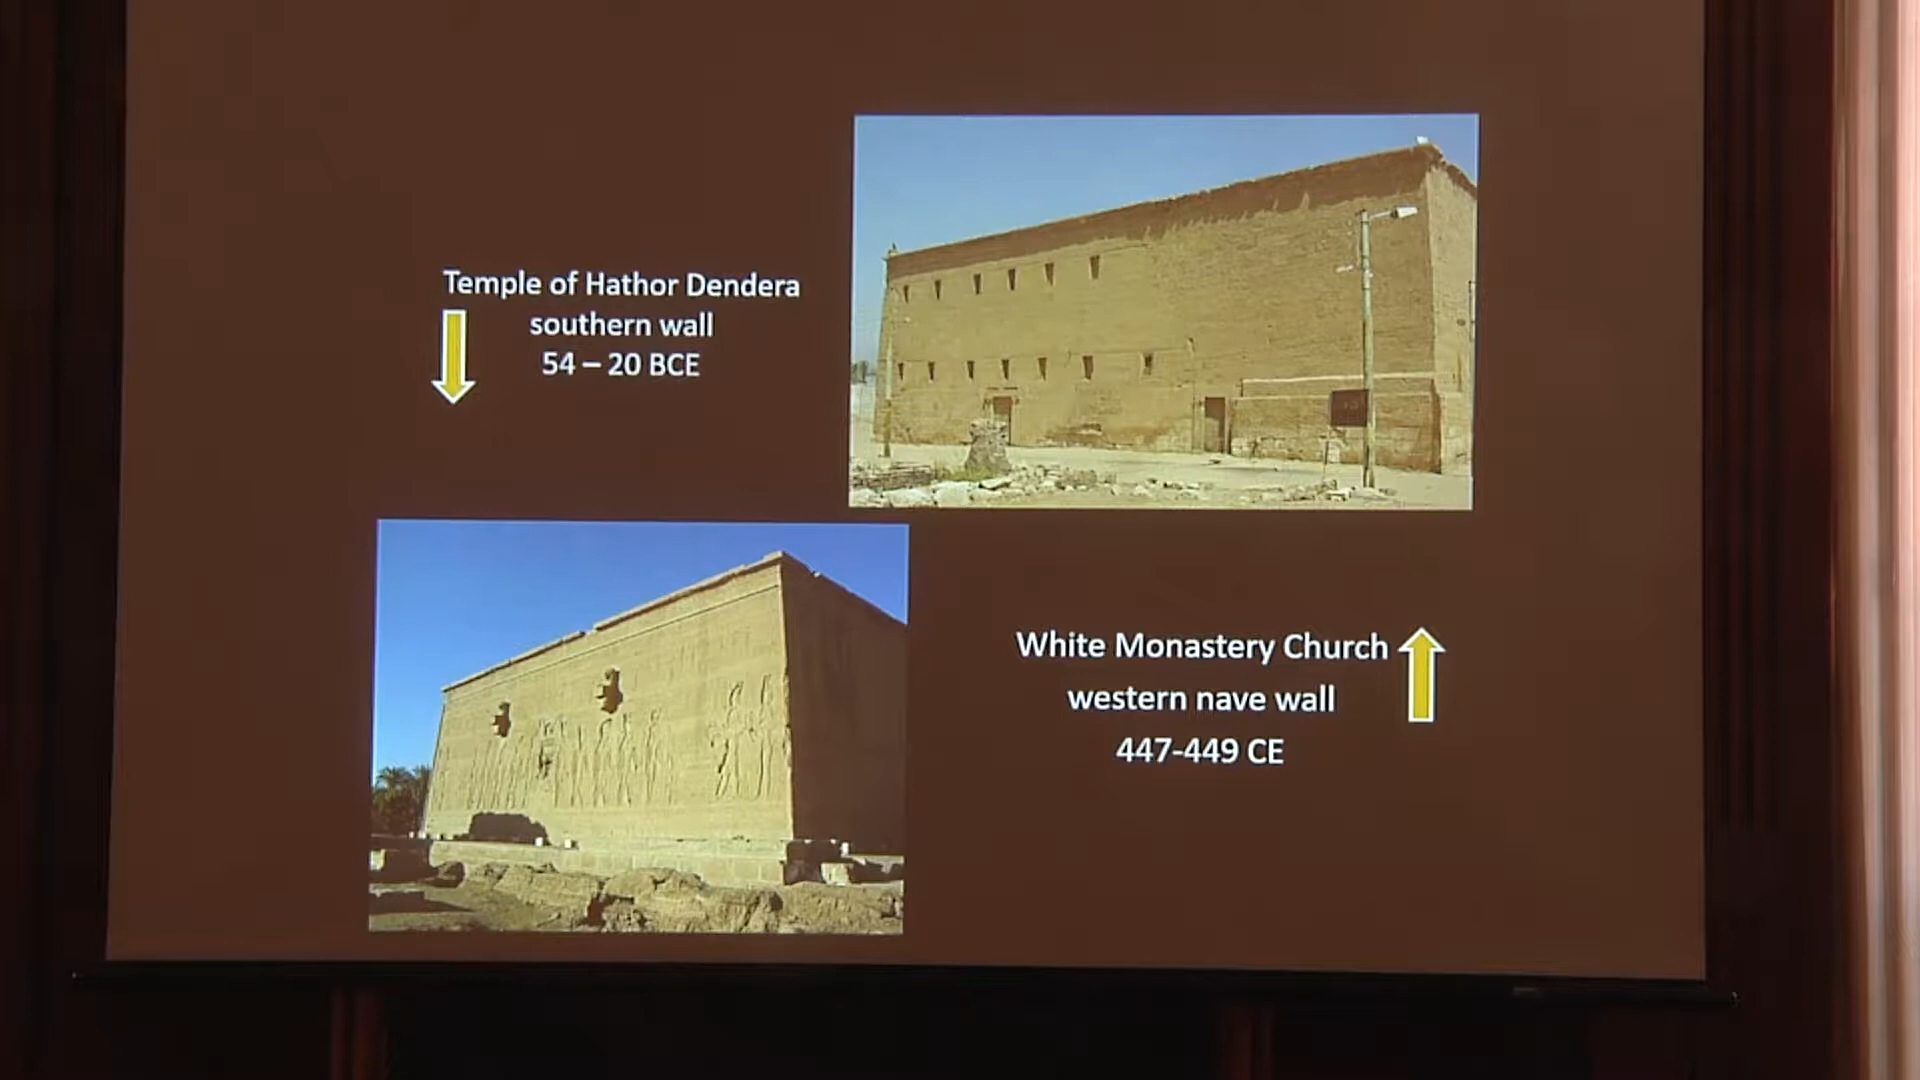 Temple of Hathor Dendera
southern wall
54 – 20 BCE
White Monastery Church
western nave wall
447-449 CE